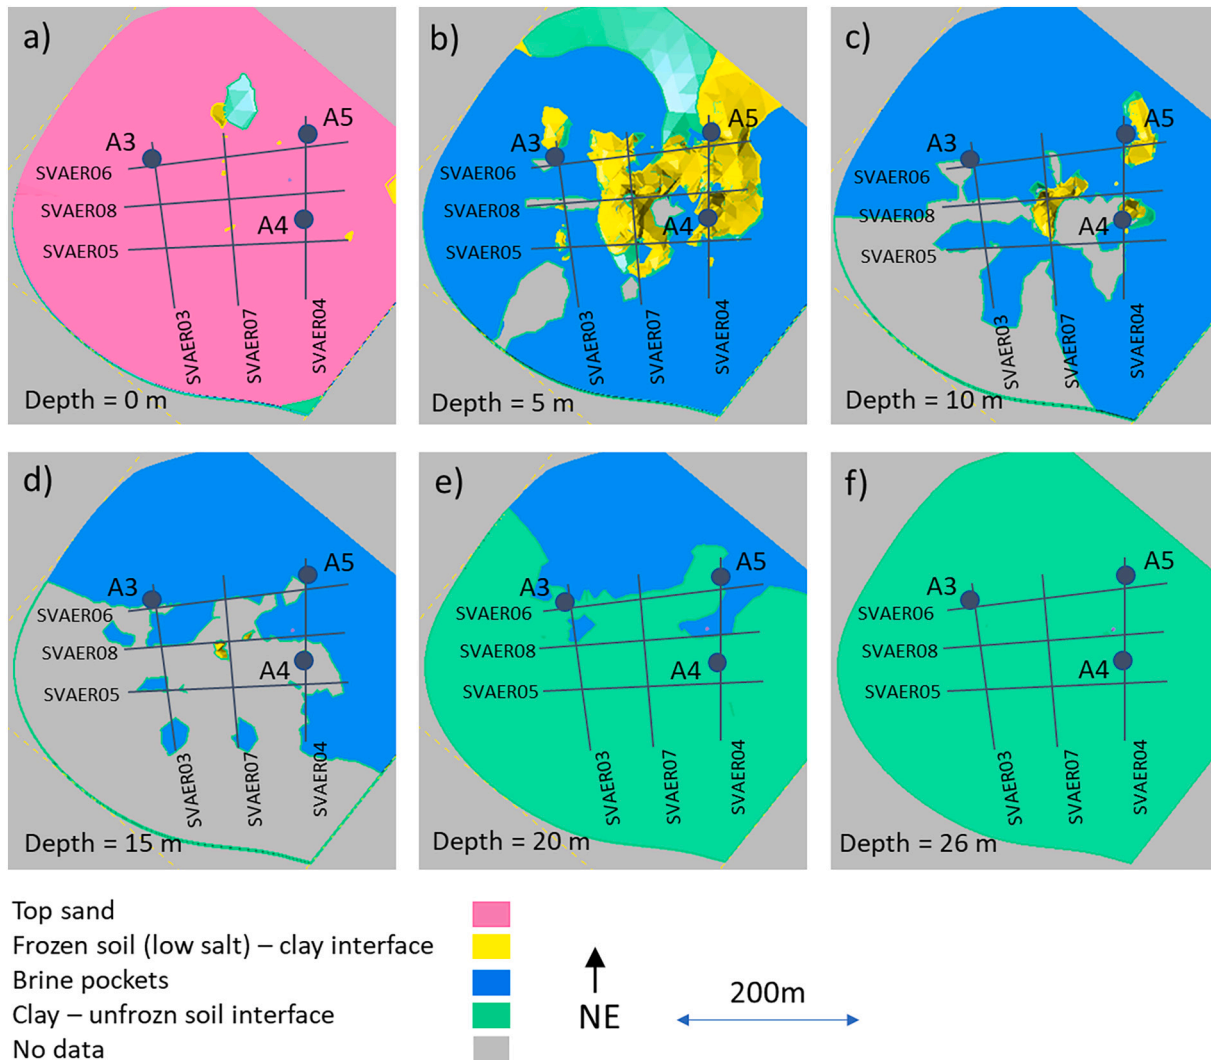 a)
A3
A5
SVAER06
SVAER08
A4
SVAER05
SVAER03
SVAER07
SVAER04
Depth = 0 m
b)
A3
A5
SVAER06
SVAER08
A4
SVAER05
SVAER03
SVAER07
SVAER04
Depth = 5 m
c)
A3
A5
SVAER06
SVAER08
A4
SVAER05
SVAER03
SVAER07
SVAER04
Depth = 10 m
d)
A3
A5
SVAER06
SVAER08
A4
SVAER05
SVAER03
SVAER07
SVAER04
Depth = 15 m
e)
A3
A5
SVAER06
SVAER08
A4
SVAER05
SVAER03
SVAER07
SVAER04
Depth = 20 m
f)
A3
A5
SVAER06
SVAER08
A4
SVAER05
SVAER03
SVAER07
SVAER04
Depth = 26 m
Top sand
Frozen soil (low salt) – clay interface
Brine pockets
Clay – unfrozn soil interface
No data
NE
200m